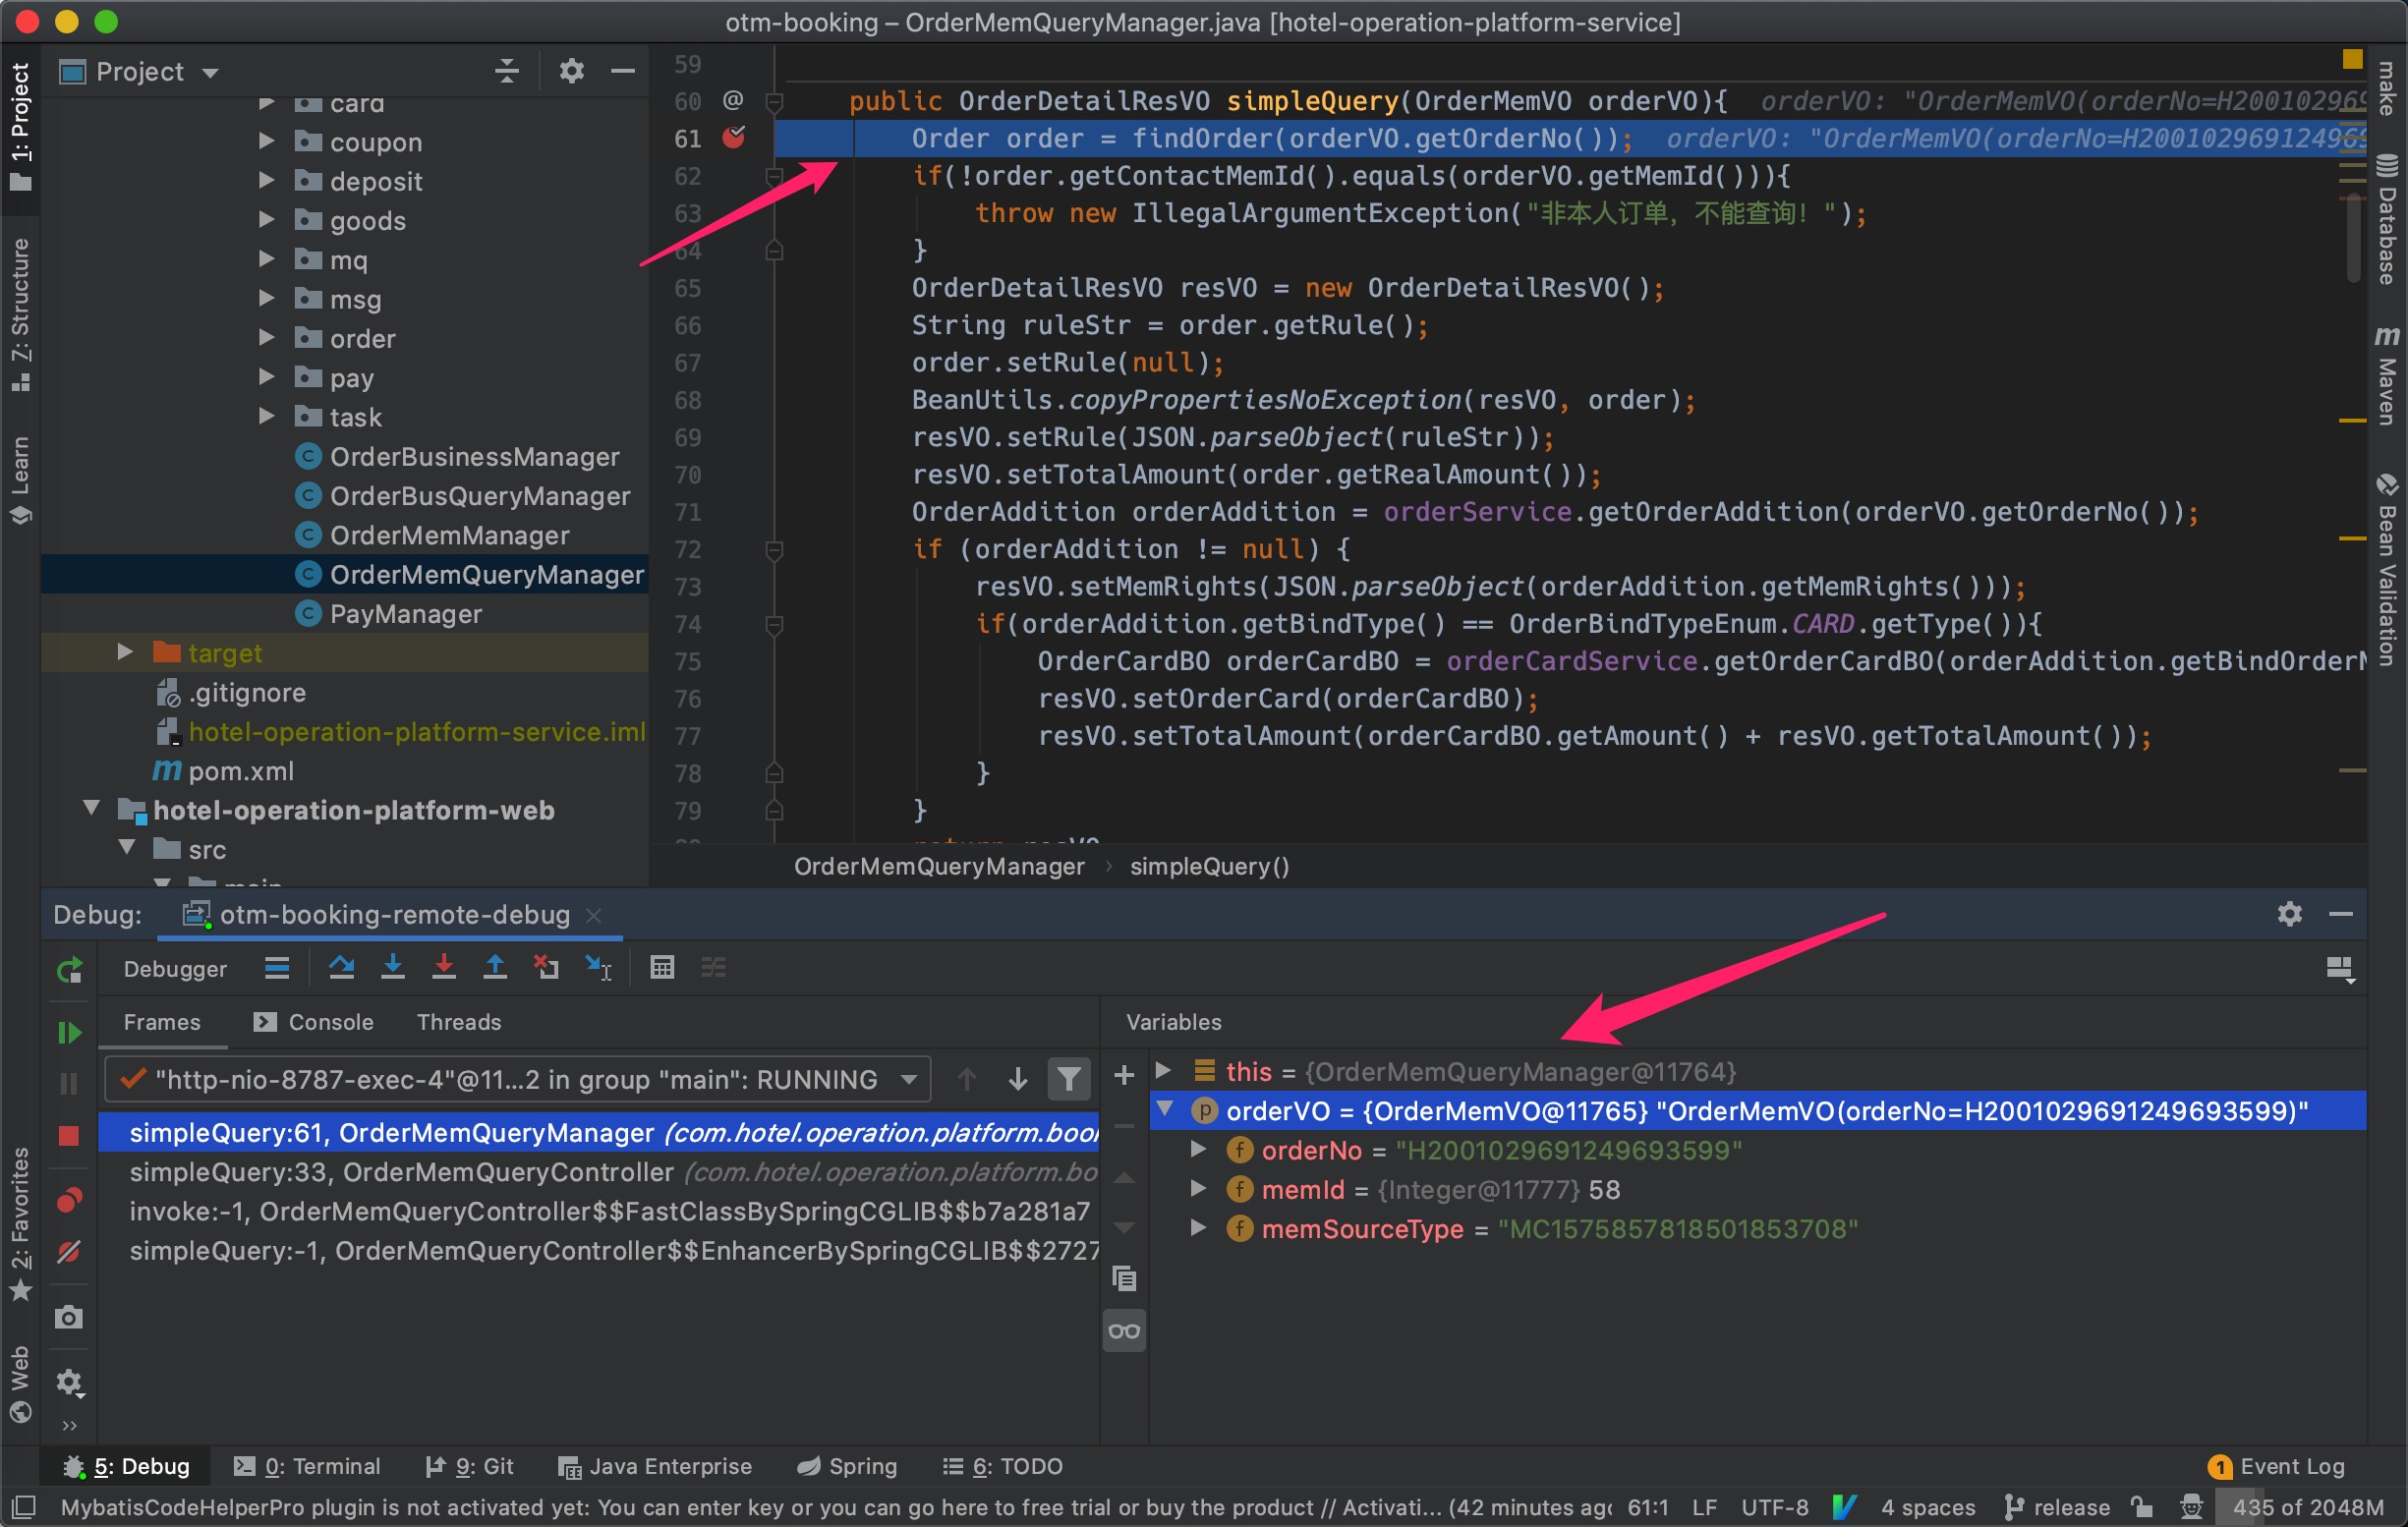 otm-booking – OrderMemQueryManager.java [hotel-operation-platform-service]
1: Project
7: Structure
Learn
2: Favorites
Web
Project
card
coupon
deposit
goods
mq
msg
order
pay
task
OrderBusinessManager
OrderBusQueryManager
OrderMemManager
OrderMemQueryManager
PayManager
target
.gitignore
hotel-operation-platform-service.iml
pom.xml
hotel-operation-platform-web
src
main
59
60 @ public OrderDetailResVO simpleQuery(OrderMemVO orderVO){ orderVO: "OrderMemVO(orderNo=H200102969
61 Order order = findOrder(orderVO.getOrderNo()); orderVO: "OrderMemVO(orderNo=H200102969124969
62 if(!order.getContactMemId().equals(orderVO.getMemId())){
63 throw new IllegalArgumentException("非本人订单，不能查询！");
64 }
65 OrderDetailResVO resVO = new OrderDetailResVO();
66 String ruleStr = order.getRule();
67 order.setRule(null);
68 BeanUtils.copyPropertiesNoException(resVO, order);
69 resVO.setRule(JSON.parseObject(ruleStr));
70 resVO.setTotalAmount(order.getRealAmount());
71 OrderAddition orderAddition = orderService.getOrderAddition(orderVO.getOrderNo());
72 if (orderAddition != null) {
73 resVO.setMemRights(JSON.parseObject(orderAddition.getMemRights()));
74 if(orderAddition.getBindType() == OrderBindTypeEnum.CARD.getType()){
75 OrderCardBO orderCardBO = orderCardService.getOrderCardBO(orderAddition.getBindOrderN
76 resVO.setOrderCard(orderCardBO);
77 resVO.setTotalAmount(orderCardBO.getAmount() + resVO.getTotalAmount());
78 }
79 }
80 return resVO
OrderMemQueryManager › simpleQuery()
make
Database
Maven
Bean Validation
Debug: otm-booking-remote-debug
Debugger
Frames Console Threads
"http-nio-8787-exec-4"@11...2 in group "main": RUNNING
simpleQuery:61, OrderMemQueryManager (com.hotel.operation.platform.book
simpleQuery:33, OrderMemQueryController (com.hotel.operation.platform.bo
invoke:-1, OrderMemQueryController$$FastClassBySpringCGLIB$$b7a281a7
simpleQuery:-1, OrderMemQueryController$$EnhancerBySpringCGLIB$$2727
Variables
this = {OrderMemQueryManager@11764}
orderVO = {OrderMemVO@11765} "OrderMemVO(orderNo=H2001029691249693599)"
orderNo = "H2001029691249693599"
memId = {Integer@11777} 58
memSourceType = "MC1575857818501853708"
5: Debug 0: Terminal 9: Git Java Enterprise Spring 6: TODO 1 Event Log
MybatisCodeHelperPro plugin is not activated yet: You can enter key or you can go here to free trial or buy the product // Activati... (42 minutes ago 61:1 LF UTF-8 4 spaces release 435 of 2048M